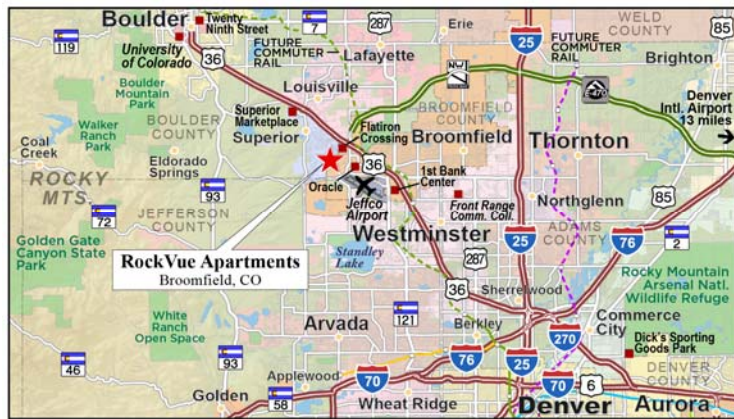 Boulder
Twenty
Ninth Street
7
287
Erie
25
WELD
COUNTY
85
119
University
of Colorado
36
FUTURE
COMMUTER
RAIL
Lafayette
FUTURE
COMMUTER
RAIL
Brighton
Boulder
Mountain
Park
Louisville
NW
E-470
Denver
Intl. Airport
13 miles
Superior
Marketplace
BROOMFIELD
COUNTY
Walker
Ranch Park
BOULDER
COUNTY
Superior
Flatiron
Crossing
Broomfield
Thornton
Coal
Creek
Eldorado
Springs
36
1st Bank
Center
ROCKY
MTS.
93
Oracle
Jeffco
Airport
Front Range
Comm. Coll.
Northglenn
85
JEFFERSON
COUNTY
72
Westminster
ADAMS
COUNTY
76
2
Golden Gate
Canyon State
Park
RockVue Apartments
Broomfield, CO
Standley
Lake
287
25
36
Sherrelwood
Rocky Mountain
Arsenal Natl.
Wildlife Refuge
White
Ranch
Open Space
Arvada
121
Berkley
Commerce
City
270
Dick's Sporting
Goods Park
46
93
Applewood
76
25
DENVER
COUNTY
Golden
58
70
Wheat Ridge
Denver
70
6
Aurora